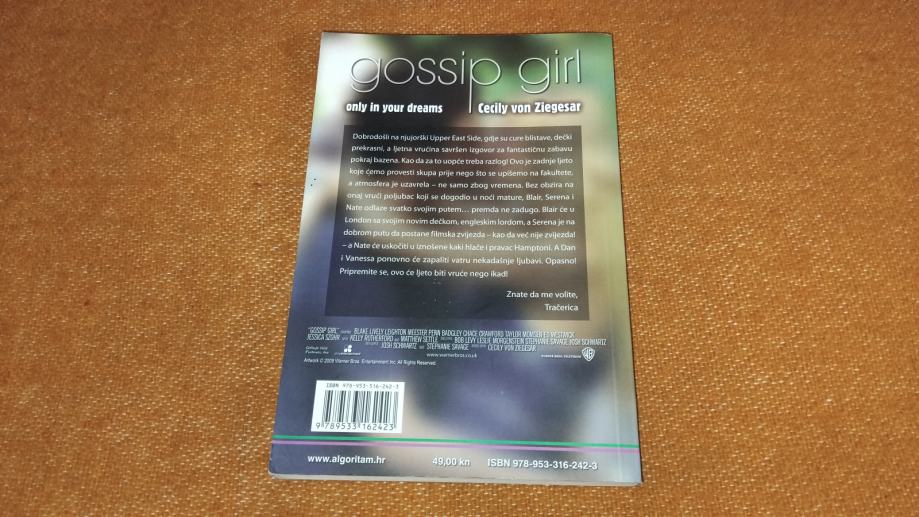 gossip girl
only in your dreams
Cecily von Ziegesar
Dobrodošli na njujorški Upper East Side, gdje su cure blistave, dečki
prekrasni, a ljetna vrućina savršen izgovor za fantastičnu zabavu
pokraj bazena. Kao da za to uopće treba razlog! Ovo je zadnje ljeto
koje ćemo provesti skupa prije nego što se upišemo na fakultete,
a atmosfera je uzavrela – ne samo zbog vremena. Bez obzira na
onaj vrući poljubac koji se dogodio u noći mature, Blair, Serena i
Nate odlaze svatko svojim putem... premda ne zadugo. Blair će u
London sa svojim novim dečkom, engleskim lordom, a Serena je na
dobrom putu da postane filmska zvijezda – kao da već nije zvijezda!
– a Nate će uskočiti u iznošene kaki hlače i pravac Hamptoni. A Dan
i Vanessa ponovno će zapaliti vatru nekadašnje ljubavi. Opasno!
Pripremite se, ovo će ljeto biti vruće nego ikad!
Znate da me volite,
Tračerica
"GOSSIP GIRL" BLAKE LIVELY LEIGHTON MEESTER PENN BADGLEY CHACE CRAWFORD TAYLOR MOMSEN ED WESTWICK
JESSICA SZOHR WITH KELLY RUTHERFORD AND MATTHEW SETTLE BOB LEVY LESLIE MORGENSTEIN STEPHANIE SAVAGE JOSH SCHWARTZ
JOSH SCHWARTZ AND STEPHANIE SAVAGE CECILY VON ZIEGESAR
www.warnerbros.co.uk
WARNER BROS. TELEVISION
Artwork © 2009 Warner Bros. Entertainment Inc. All Rights Reserved.
ISBN 978-953-316-242-3
9 789533 162423
www.algoritam.hr
49,00 kn
ISBN 978-953-316-242-3